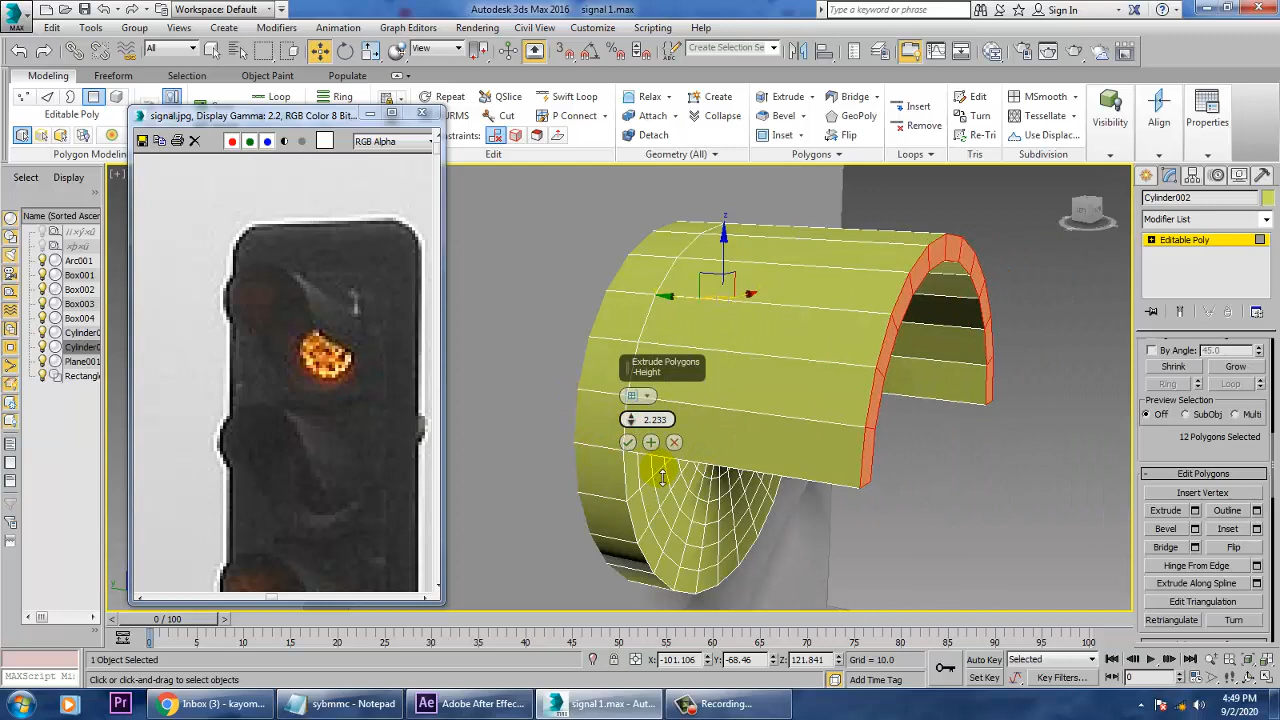 Workspace: Default
Autodesk 3ds Max 2016
signal 1.max
Type a keyword or phrase
Sign In
MAX
Edit
Tools
Group
Views
Create
Modifiers
Animation
Graph Editors
Rendering
Civil View
Customize
Scripting
Help
All
View
Create Selection Se
Modeling
Freeform
Selection
Object Paint
Populate
Editable Poly
Polygon Modeling
Loop
Ring
Repeat
QSlice
Swift Loop
Cut
P Connect
Constraints:
Edit
Relax
Create
Attach
Collapse
Detach
Geometry (All)
Extrude
Bridge
Bevel
GeoPoly
Inset
Flip
Polygons
Insert
Remove
Loops
Edit
MSmooth
Turn
Tessellate
Re-Tri
Use Displac...
Tris
Subdivision
Visibility
Align
Properties
signal.jpg, Display Gamma: 2.2, RGB Color 8 Bit...
RGB Alpha
Select
Display
Name (Sorted Ascen
Arc001
Box001
Box002
Box003
Box004
Cylinder0
Cylinder0
Plane001
Rectang
[+]
z
Extrude Polygons
-Height
2.233
Cylinder002
Modifier List
Editable Poly
By Angle:
45.0
Shrink
Grow
Ring
Loop
Preview Selection
Off
SubObj
Multi
12 Polygons Selected
Edit Polygons
Insert Vertex
Extrude
Outline
Bevel
Inset
Bridge
Flip
Hinge From Edge
Extrude Along Spline
Edit Triangulation
Retriangulate
Turn
0 / 100
0 5 10 15 20 25 30 35 40 45 50 55 60 65 70 75 80 85 90 95 100
1 Object Selected
X: -101.106
Y: -68.46
Z: 121.841
Grid = 10.0
Auto Key
Selected
MAXScript Mi
Click or click-and-drag to select objects
Add Time Tag
Set Key
Key Filters...
0
Inbox (3) - kayom...
sybmmc - Notepad
Adobe After Effect...
signal 1.max - Aut...
Recording...
4:49 PM
9/2/2020